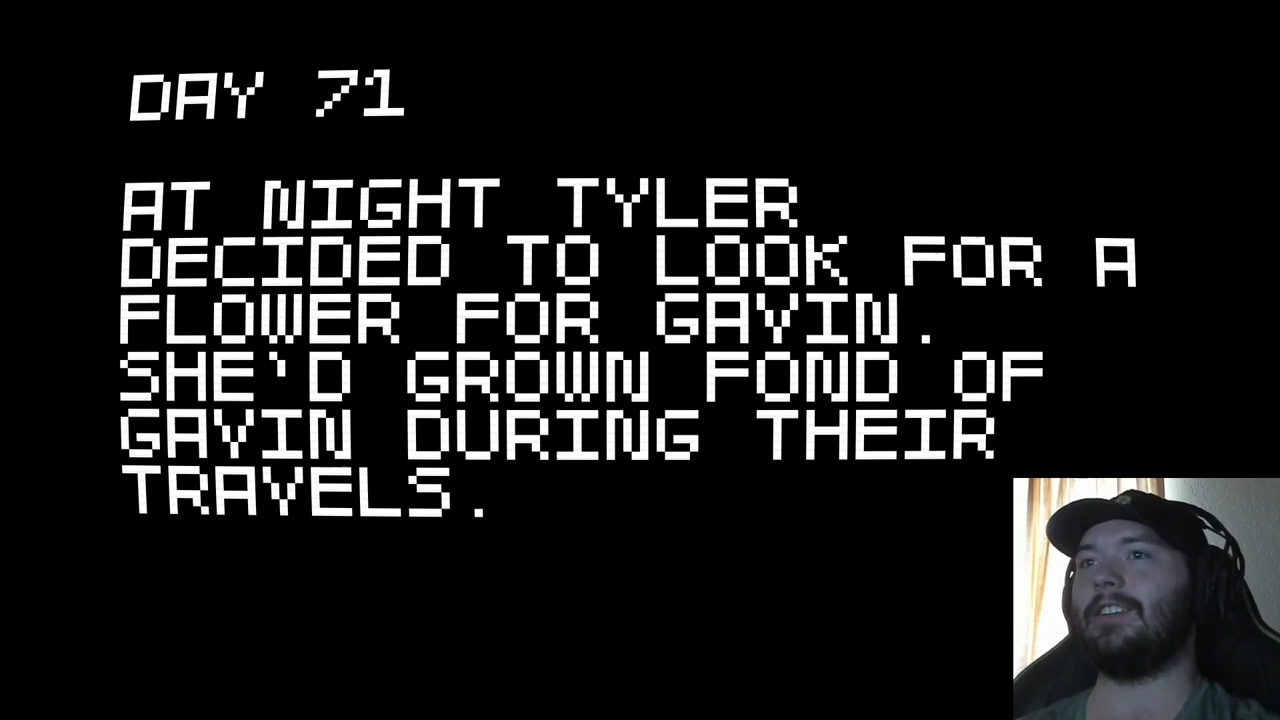 DAY 71
AT NIGHT TYLER
DECIDED TO LOOK FOR A
FLOWER FOR GAVIN.
SHE'D GROWN FOND OF
GAVIN DURING THEIR
TRAVELS.